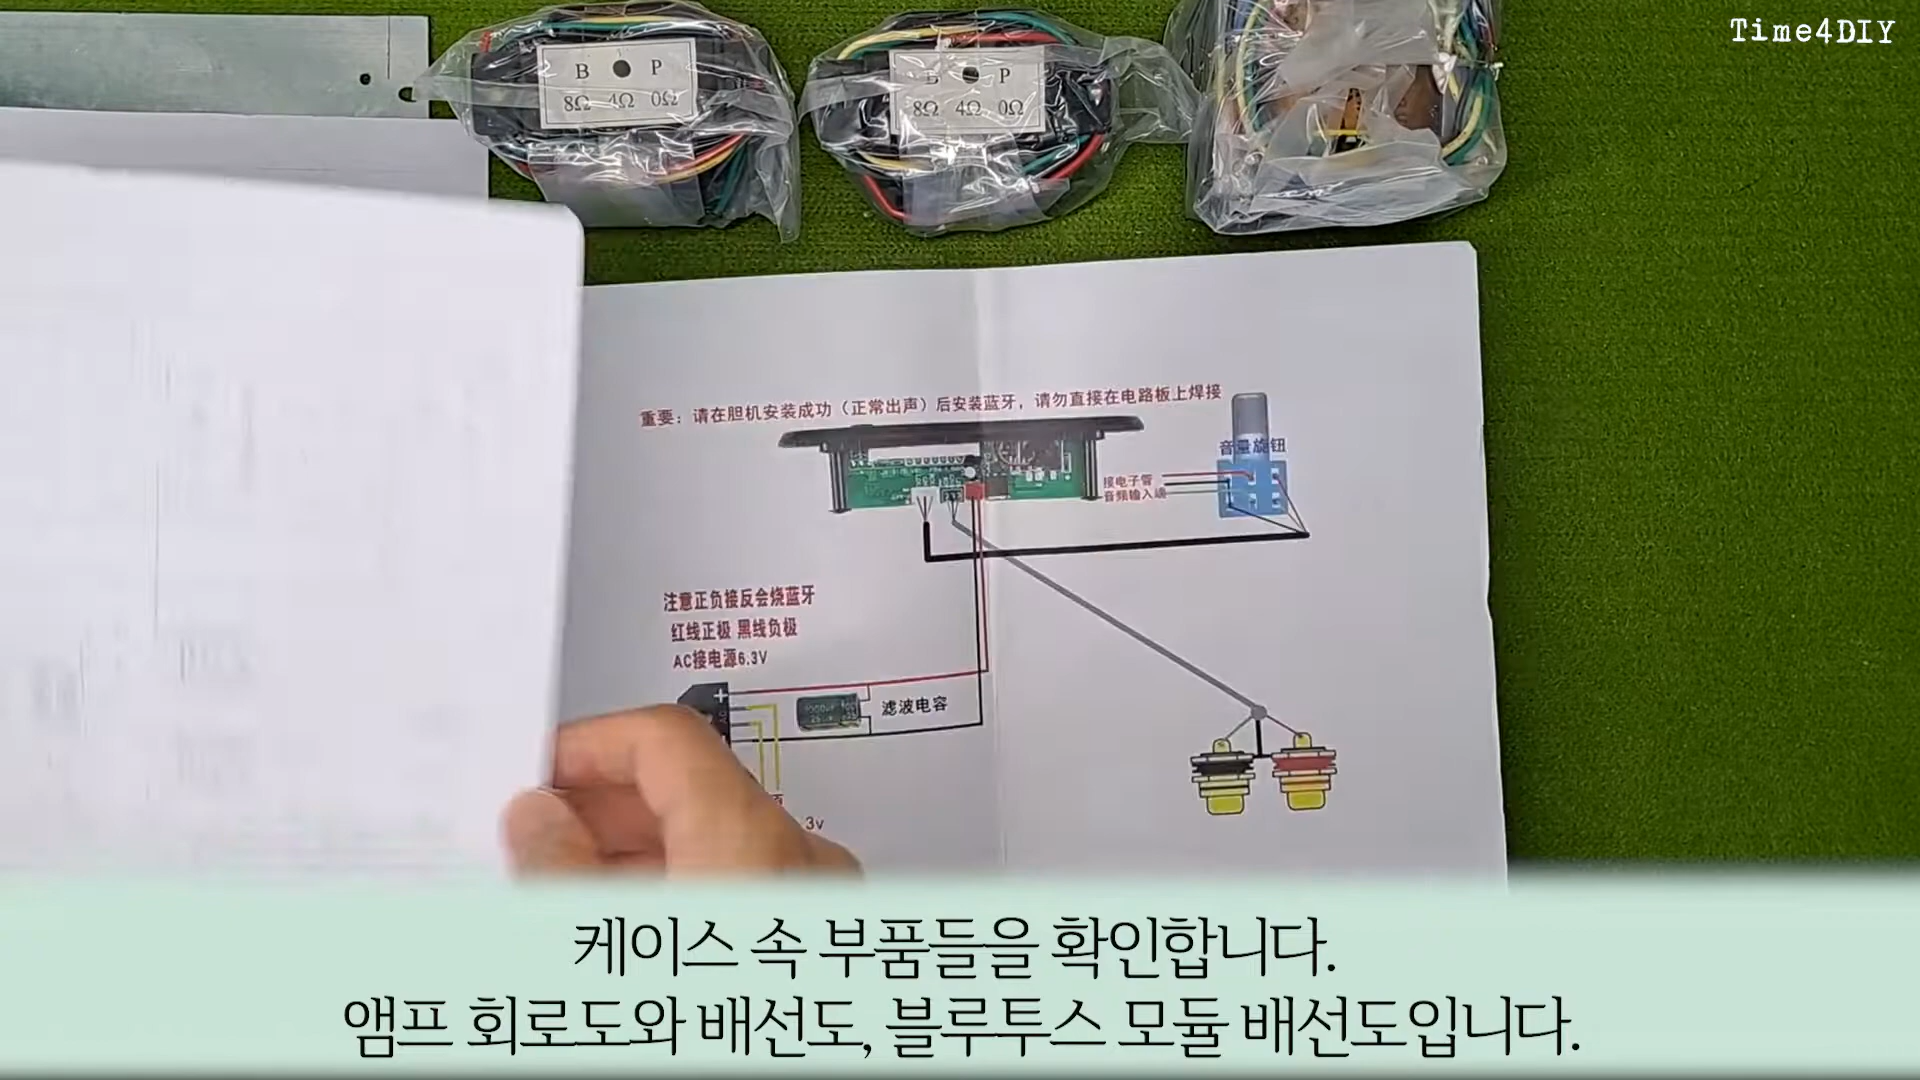 Time4DIY
B P
8Ω 4Ω 0Ω
B P
8Ω 4Ω 0Ω
重要：请在胆机安装成功（正常出声）后安装蓝牙，请勿直接在电路板上焊接
音量旋钮
接电子管
音频输入端
注意正负接反会烧蓝牙
红线正极 黑线负极
AC接电源6.3V
+
滤波电容
3v
케이스 속 부품들을 확인합니다.
앰프 회로도와 배선도, 블루투스 모듈 배선도입니다.